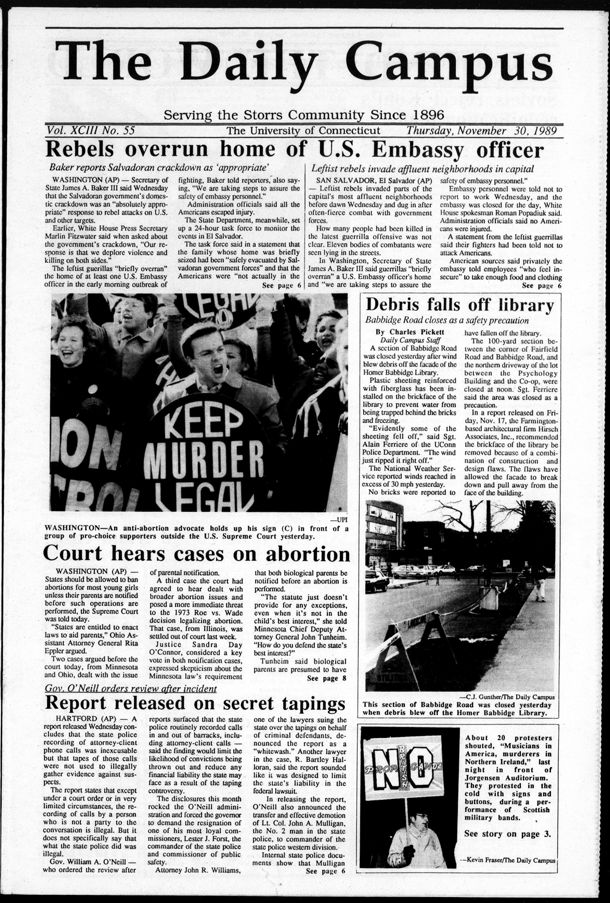 The Daily Campus
Serving the Storrs Community Since 1896
Vol. XCIII No. 55 The University of Connecticut Thursday, November 30, 1989
Rebels overrun home of U.S. Embassy officer
Baker reports Salvadoran crackdown as 'appropriate'
WASHINGTON (AP) — Secretary of
State James A. Baker III said Wednesday
that the Salvadoran government's domes-
tic crackdown was an "absolutely appro-
priate" response to rebel attacks on U.S.
and other targets.
Earlier, White House Press Secretary
Marlin Fitzwater said when asked about
the government's crackdown, "Our re-
sponse is that we deplore violence and
killing on both sides."
The leftist guerillas "briefly overran"
the home of at least one U.S. Embassy
officer in the early morning outbreak of
fighting, Baker told reporters, also say-
ing, "We are taking steps to assure the
safety of embassy personnel."
Administration officials said all the
Americans escaped injury.
The State Department, meanwhile, set
up a 24-hour task force to monitor the
events in El Salvador.
The task force said in a statement that
the family whose home was briefly
seized had been "safely evacuated by Sal-
vadoran government forces" and that the
Americans were "not actually in the
See page 6
Leftist rebels invade affluent neighborhoods in capital
SAN SALVADOR, El Salvador (AP)
— Leftist rebels invaded parts of the
capital's most affluent neighborhoods
before dawn Wednesday and dug in after
often-fierce combat with government
forces.
How many people had been killed in
the latest guerrilla offensive was not
clear. Eleven bodies of combatants were
seen lying in the streets.
In Washington, Secretary of State
James A. Baker III said guerrillas "briefly
overran" a U.S. Embassy officer's home
and "we are taking steps to assure the
safety of embassy personnel."
Embassy personnel were told not to
report to work Wednesday, and the
embassy was closed for the day, White
House spokesman Roman Popadiuk said.
Administration officials said no Ameri-
cans were injured.
A statement from the leftist guerrillas
said their fighters had been told not to
attack Americans.
American sources said privately the
embassy told employees "who feel in-
secure" to take enough food and clothing
See page 6
LEGAL
KEEP
MURDER
LEGAL
—UPI
WASHINGTON—An anti-abortion advocate holds up his sign (C) in front of a
group of pro-choice supporters outside the U.S. Supreme Court yesterday.
Debris falls off library
Babbidge Road closes as a safety precaution
By Charles Pickett
Daily Campus Staff
A section of Babbidge Road
was closed yesterday after wind
blew debris off the facade of the
Homer Babbidge Library.
Plastic sheeting reinforced
with fiberglass has been in-
stalled on the brickface of the
library to prevent water from
being trapped behind the bricks
and freezing.
"Evidently some of the
sheeting fell off," said Sgt.
Alain Ferriere of the UConn
Police Department. "The wind
just ripped it right off."
The National Weather Ser-
vice reported winds reached in
excess of 30 mph yesterday.
No bricks were reported to
have fallen off the library.
The 100-yard section be-
tween the corner of Fairfield
Road and Babbidge Road, and
the northern driveway of the lot
between the Psychology
Building and the Co-op, were
closed at noon. Sgt. Ferriere
said the area was closed as a
precaution.
In a report released on Fri-
day, Nov. 17, the Farmington-
based architectural firm Hirsch
Associates, Inc., recommended
the brickface of the library be
removed because of a combi-
nation of construction and
design flaws. The flaws have
allowed the facade to break
down and pull away from the
face of the building.
—C.J. Gunther/The Daily Campus
This section of Babbidge Road was closed yesterday
when debris blew off the Homer Babbidge Library.
Court hears cases on abortion
WASHINGTON (AP) —
States should be allowed to ban
abortions for most young girls
unless their parents are notified
before such operations are
performed, the Supreme Court
was told today.
"States are entitled to enact
laws to aid parents," Ohio As-
sistant Attorney General Rita
Eppler argued.
Two cases argued before the
court today, from Minnesota
and Ohio, dealt with the issue
of parental notification.
A third case the court had
agreed to hear dealt with
broader abortion issues and
posed a more immediate threat
to the 1973 Roe vs. Wade
decision legalizing abortion.
That case, from Illinois, was
settled out of court last week.
Justice Sandra Day
O'Connor, considered a key
vote in both notification cases,
expressed skepticism about the
Minnesota law's requirement
that both biological parents be
notified before an abortion is
performed.
"The statute just doesn't
provide for any exceptions,
even when it's not in the
child's best interest," she told
Minnesota Chief Deputy At-
torney General John Tunheim.
"How do you defend the state's
best interest?"
Tunheim said biological
parents are presumed to have
See page 8
Gov. O'Neill orders review after incident
Report released on secret tapings
HARTFORD (AP) — A
report released Wednesday con-
cludes that the state police
recording of attorney-client
phone calls was inexcusable
but that tapes of those calls
were not used to illegally
gather evidence against sus-
pects.
The report states that except
under a court order or in very
limited circumstances, the re-
cording of calls by a person
who is not a party to the
conversation is illegal. But it
does not specifically say that
what the state police did was
illegal.
Gov. William A. O'Neill —
who ordered the review after
reports surfaced that the state
police routinely recorded calls
in and out of barracks, includ-
ing attorney-client calls —
said the finding would limit the
likelihood of convictions being
thrown out and reduce any
financial liability the state may
face as a result of the taping
controversy.
The disclosures this month
rocked the O'Neill admini-
stration and forced the governor
to demand the resignation of
one of his most loyal com-
missioners, Lester J. Forst, the
commander of the state police
and commissioner of public
safety.
Attorney John R. Williams,
one of the lawyers suing the
state over the tapings on behalf
of criminal defendants, de-
nounced the report as a
"whitewash." Another lawyer
in the case, R. Bartley Hal-
loran, said the report sounded
like it was designed to limit
the state's liability in the
federal lawsuit.
In releasing the report,
O'Neill also announced the
transfer and effective demotion
of Lt. Col. John A. Mulligan,
the No. 2 man in the state
police, to commander of the
state police western division.
Internal state police docu-
ments show that Mulligan
See page 6
NO
About 20 protesters
shouted, "Musicians in
America, murderers in
Northern Ireland," last
night in front of
Jorgensen Auditorium.
They protested in the
cold with signs and
buttons, during a per-
formance of Scottish
military bands.
See story on page 3.
—Kevin Fraser/The Daily Campus